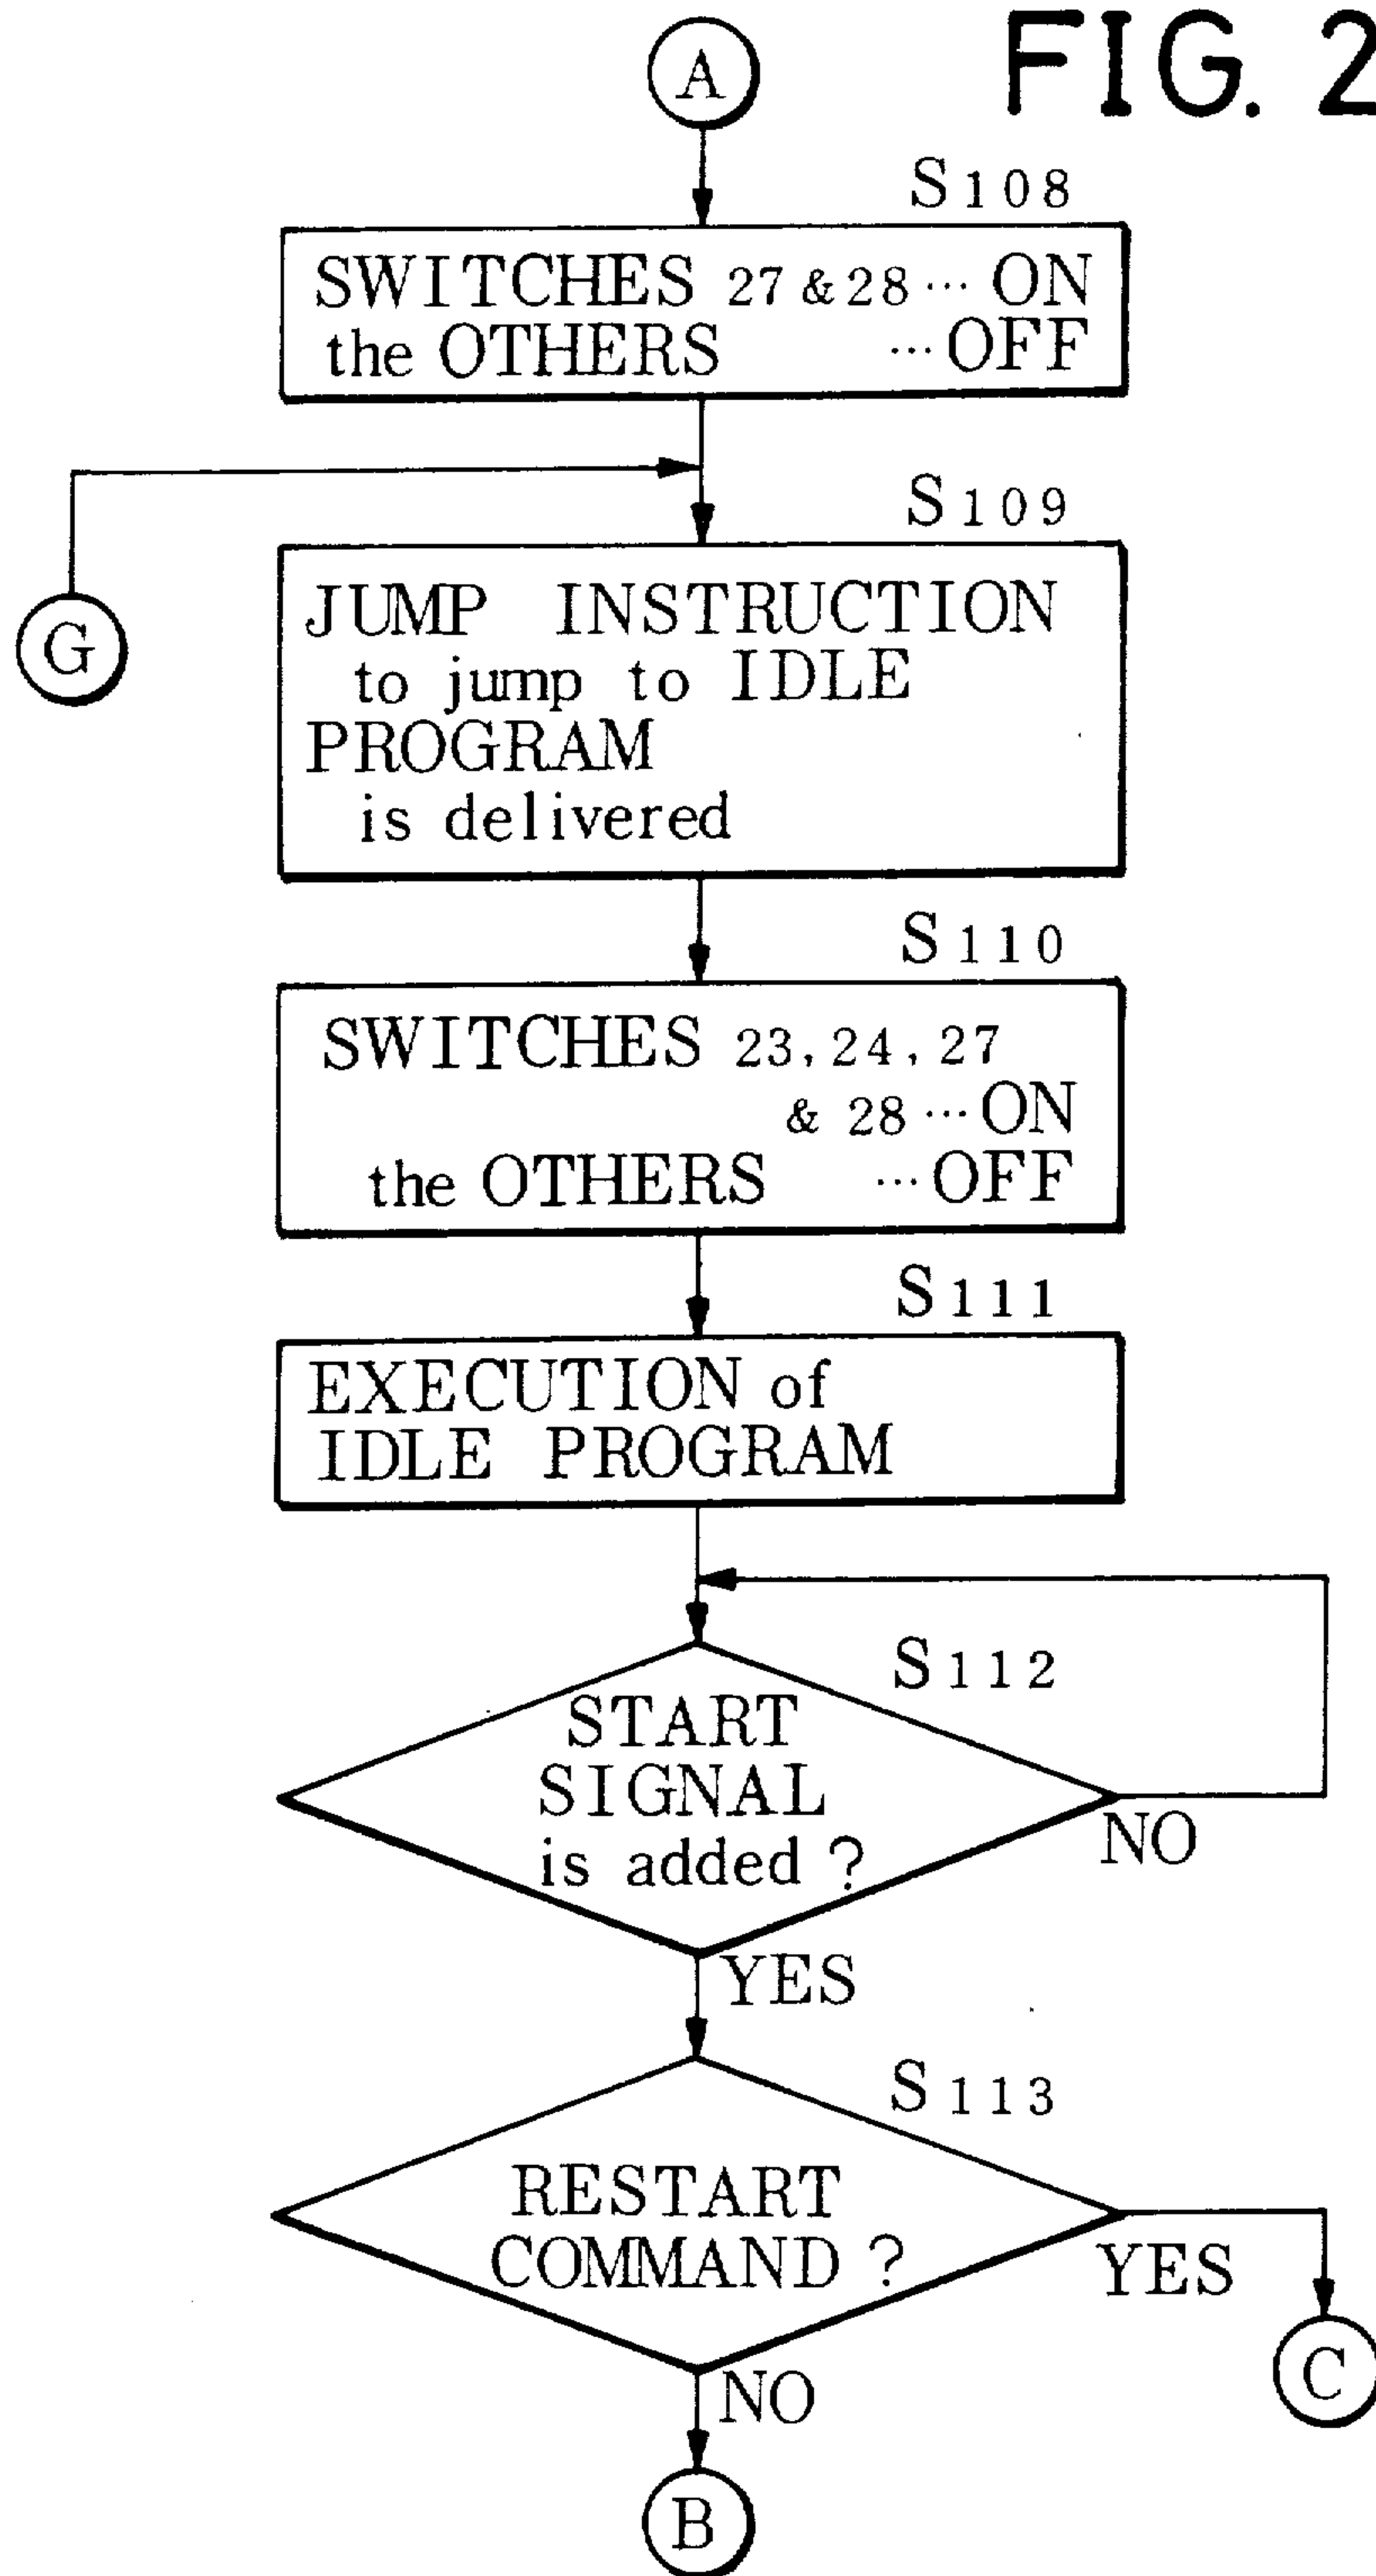 FIG. 2
A
S108
SWITCHES 27 & 28 ··· ON
the OTHERS ··· OFF
G
S109
JUMP INSTRUCTION
to jump to IDLE
PROGRAM
is delivered
S110
SWITCHES 23, 24, 27
& 28 ··· ON
the OTHERS ··· OFF
S111
EXECUTION of
IDLE PROGRAM
S112
START
SIGNAL
is added ?
NO
YES
S113
RESTART
COMMAND ?
YES
C
NO
B